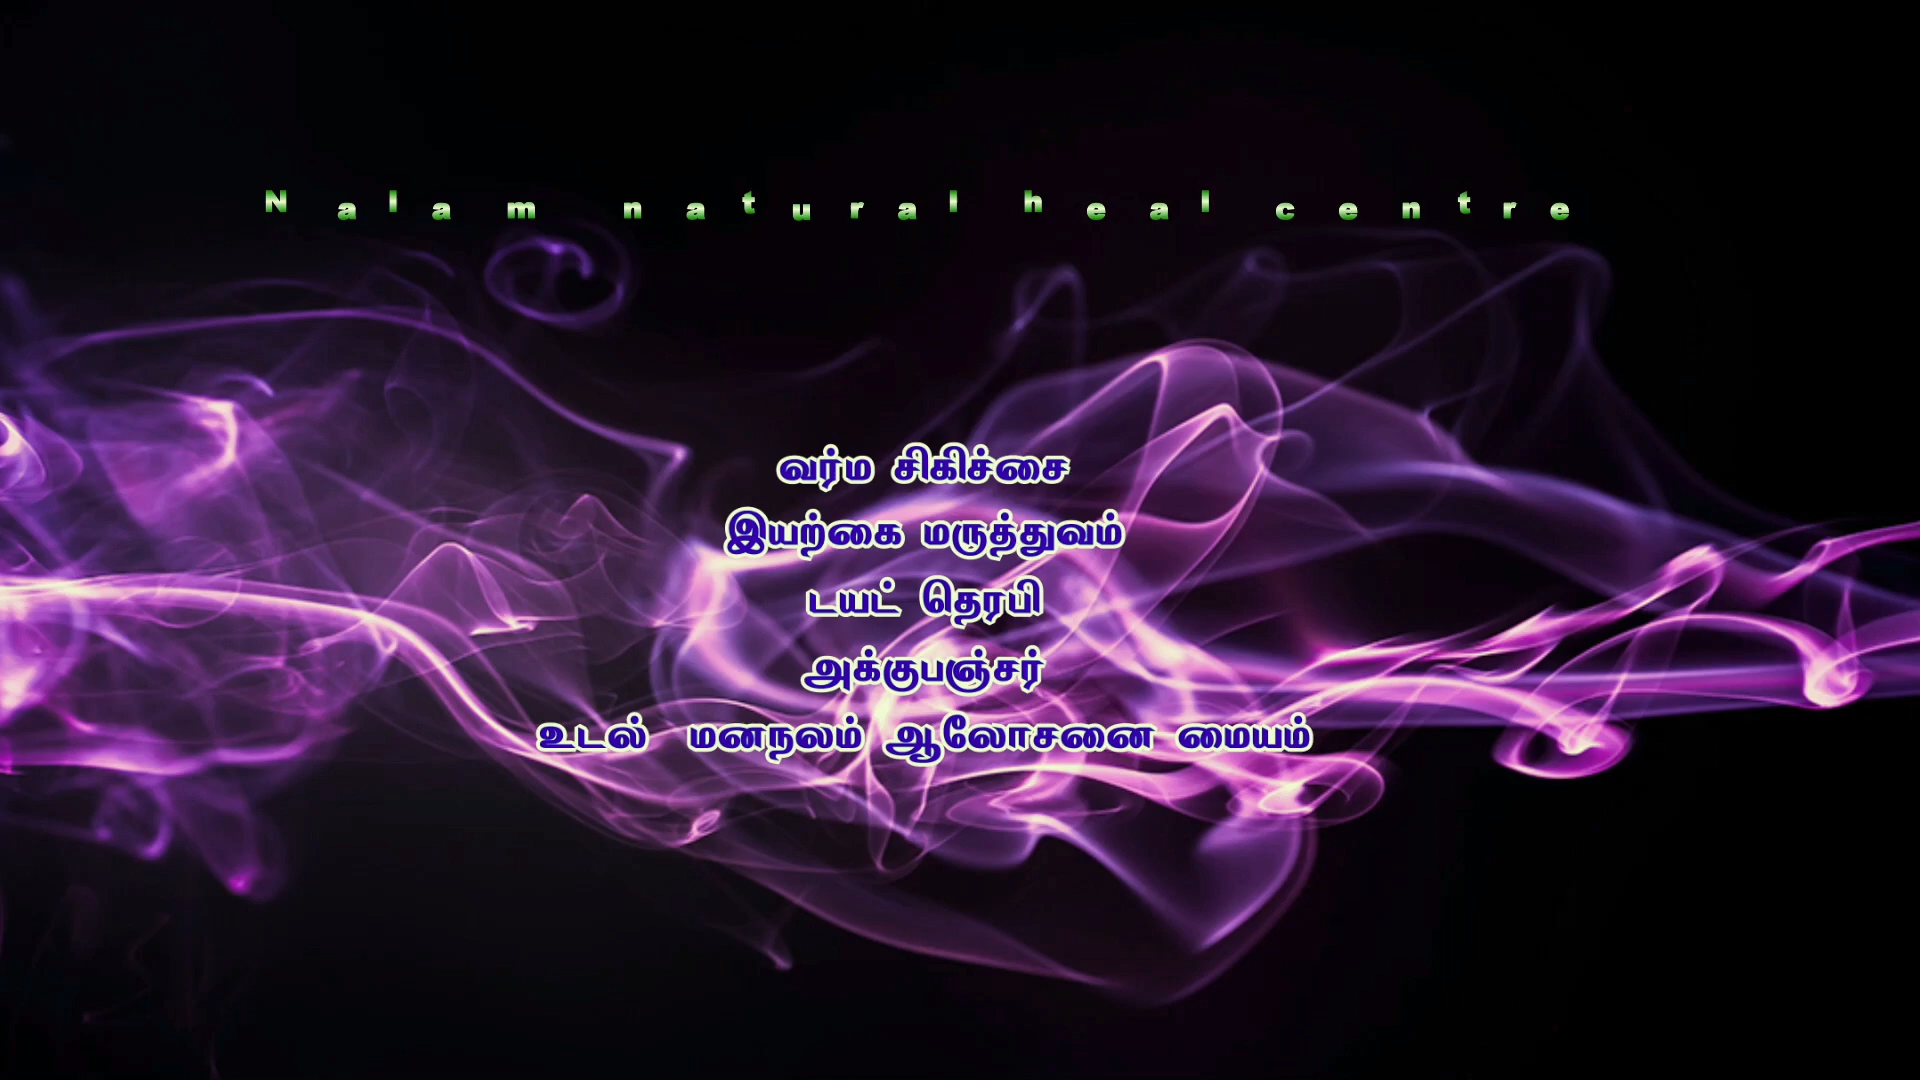 Nalam natural heal centre
வர்ம சிகிச்சை
இயற்கை மருத்துவம்
டயட் தெரபி
அக்குபஞ்சர்
உடல் மனநலம் ஆலோசனை மையம்